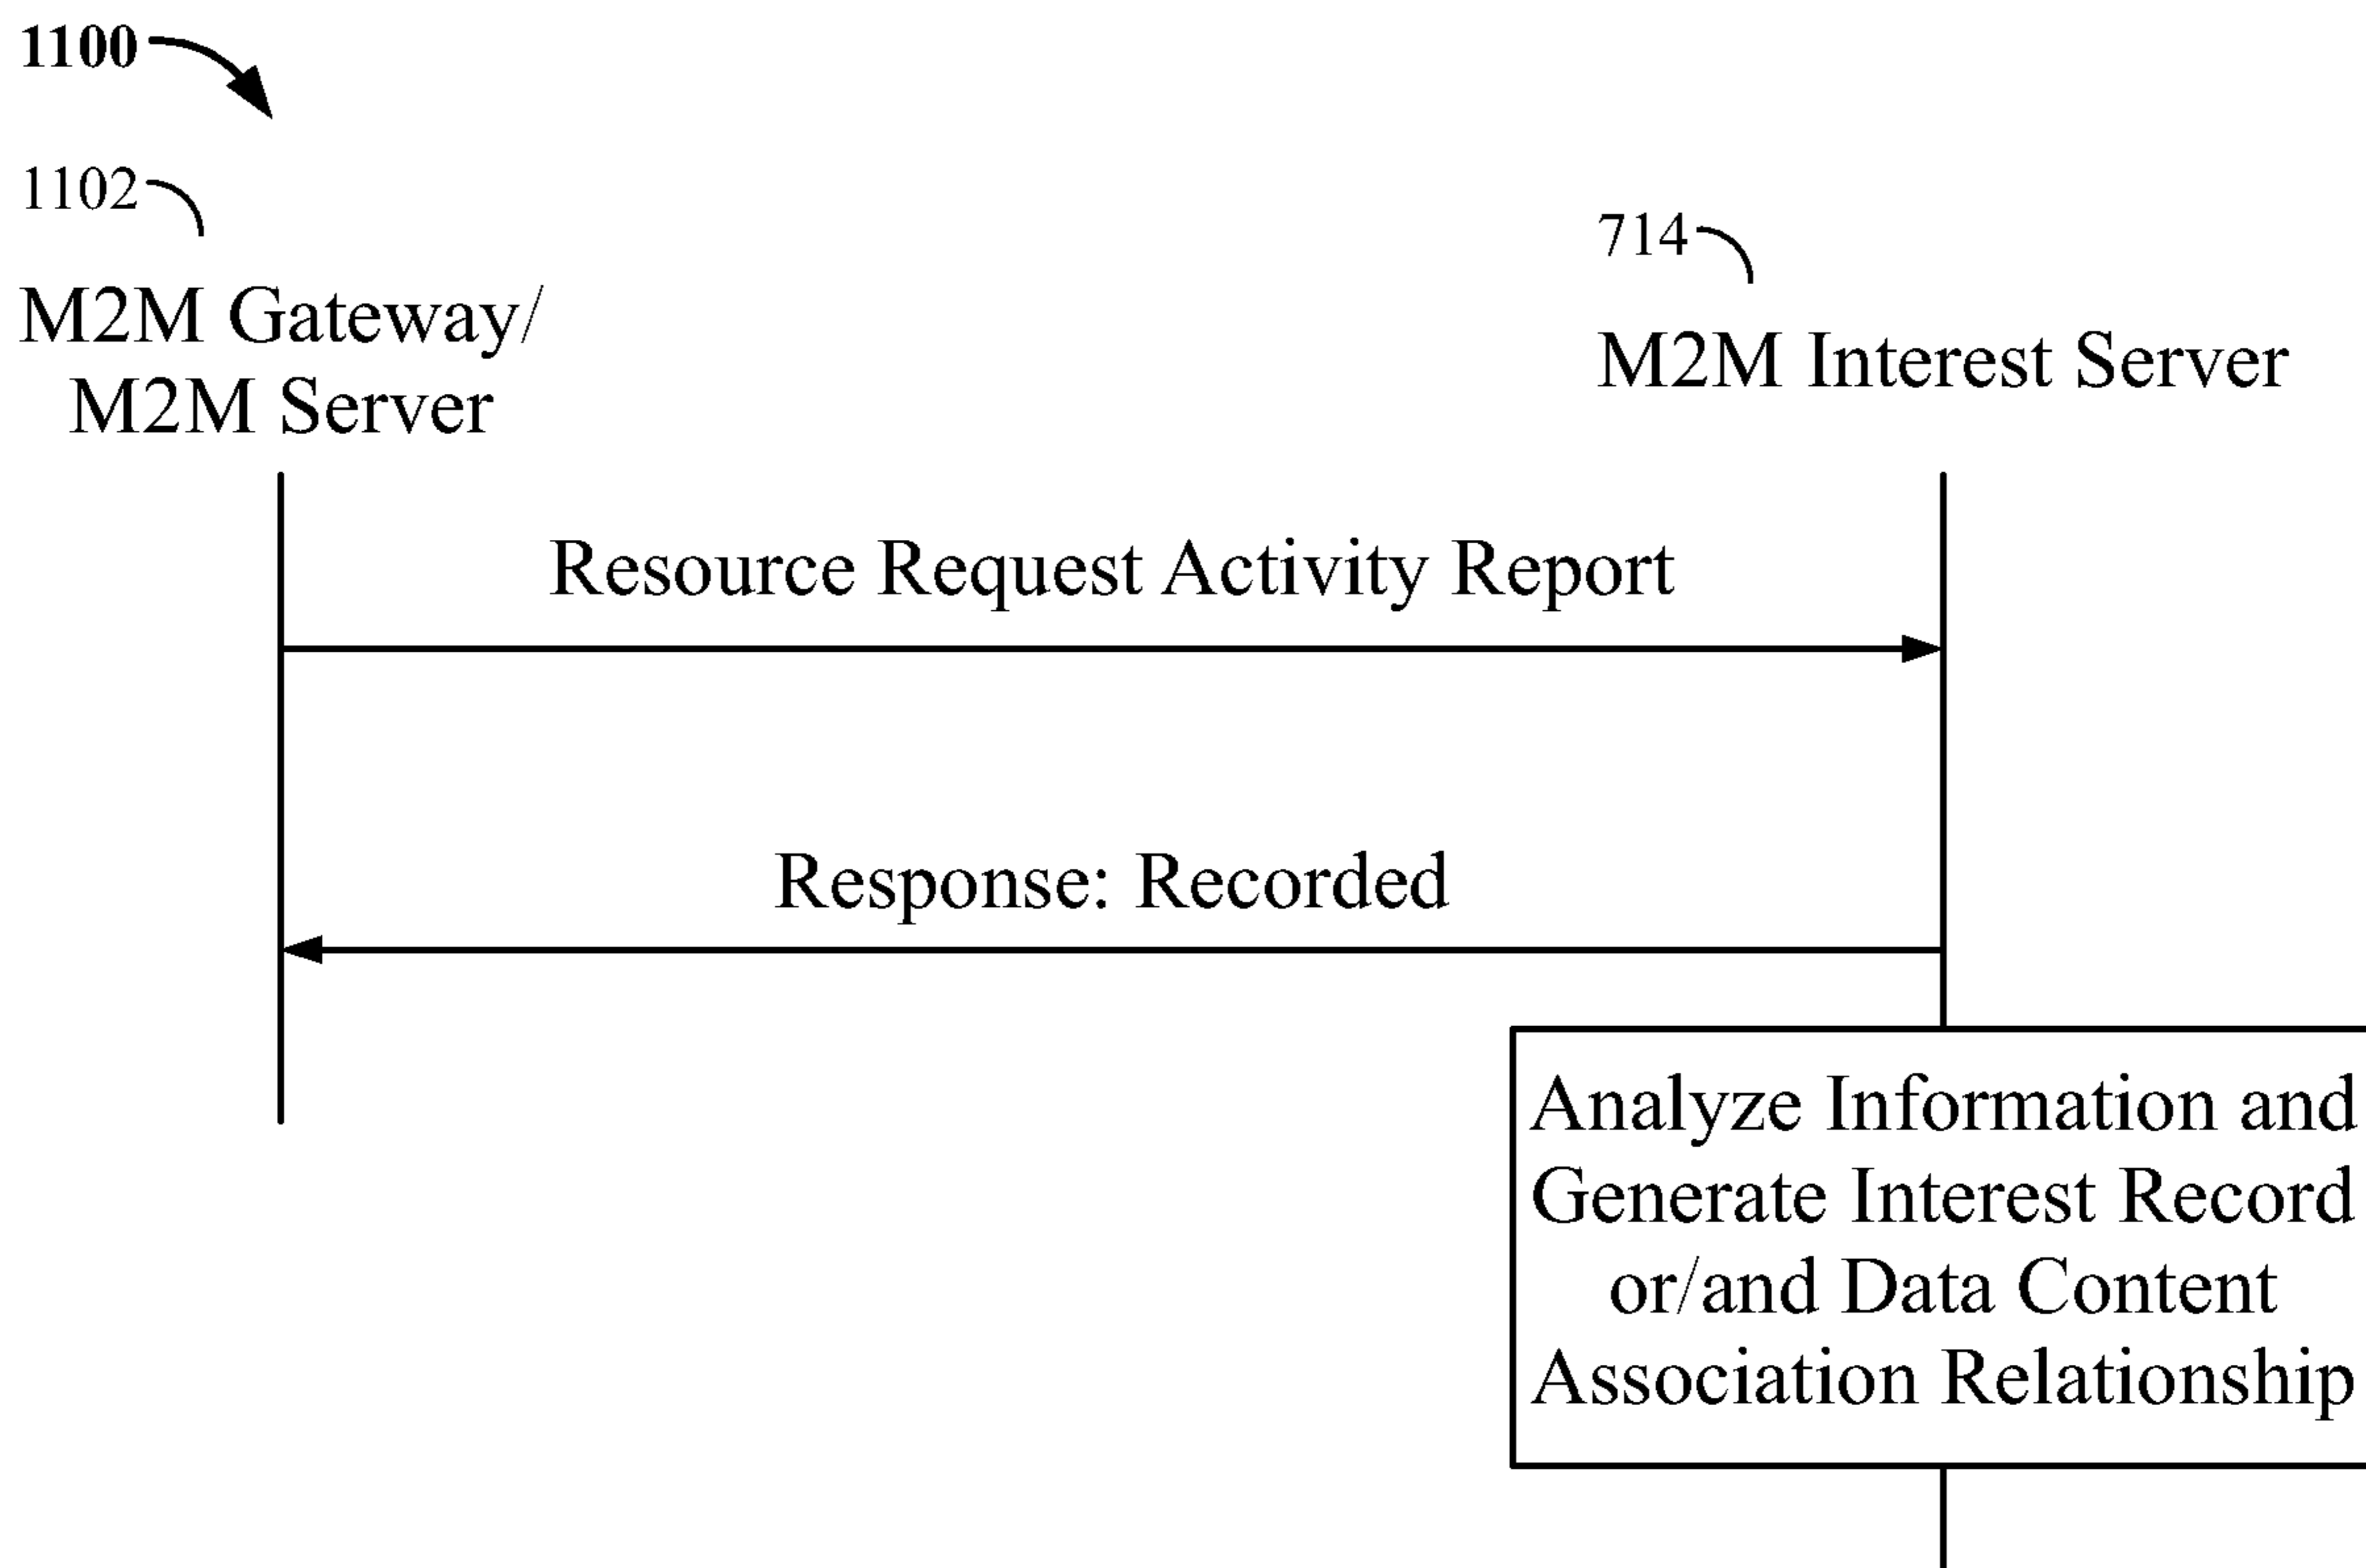 1100
1102
M2M Gateway/
M2M Server
714
M2M Interest Server
Resource Request Activity Report
Response: Recorded
Analyze Information and
Generate Interest Record
or/and Data Content
Association Relationship